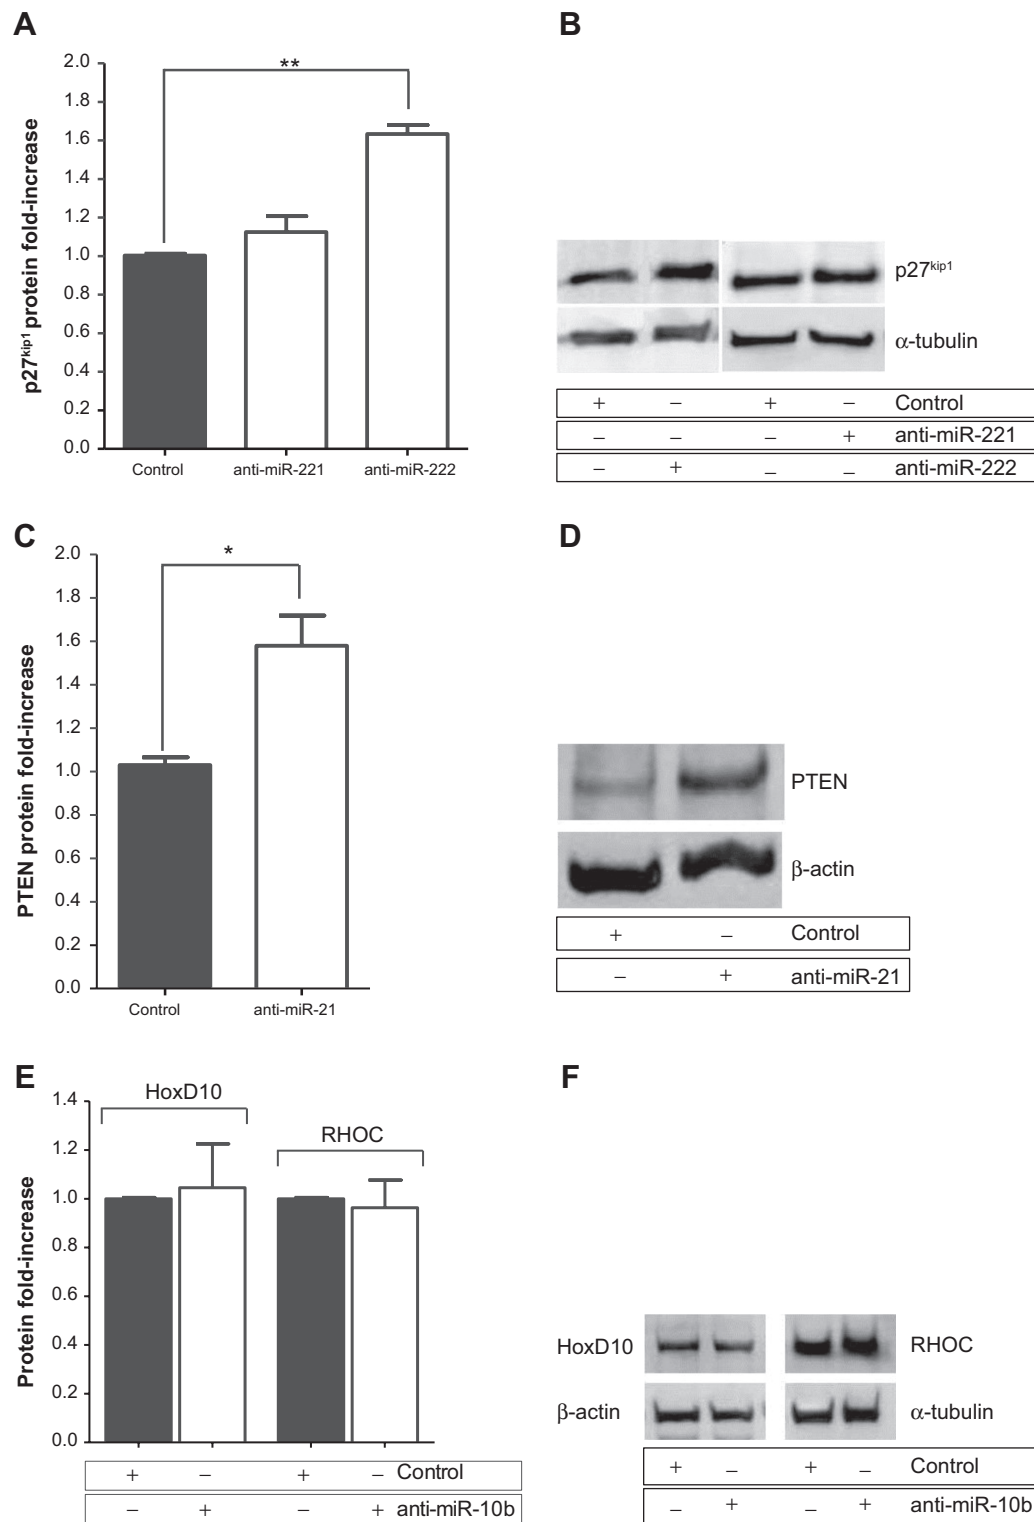 A
p27kip1 protein fold-increase
2.0
1.8
1.6
1.4
1.2
1.0
0.8
0.6
0.4
0.2
0.0
**
Control anti-miR-221 anti-miR-222
B
p27kip1
α-tubulin
+ – + – Control
– – – + anti-miR-221
– + – – anti-miR-222
C
PTEN protein fold-increase
2.0
1.8
1.6
1.4
1.2
1.0
0.8
0.6
0.4
0.2
0.0
*
Control anti-miR-21
D
PTEN
β-actin
+ – Control
– + anti-miR-21
E
Protein fold-increase
1.4
1.2
1.0
0.8
0.6
0.4
0.2
0.0
HoxD10
RHOC
+ – + – Control
– + – + anti-miR-10b
F
HoxD10 RHOC
β-actin α-tubulin
+ – + – Control
– + – + anti-miR-10b